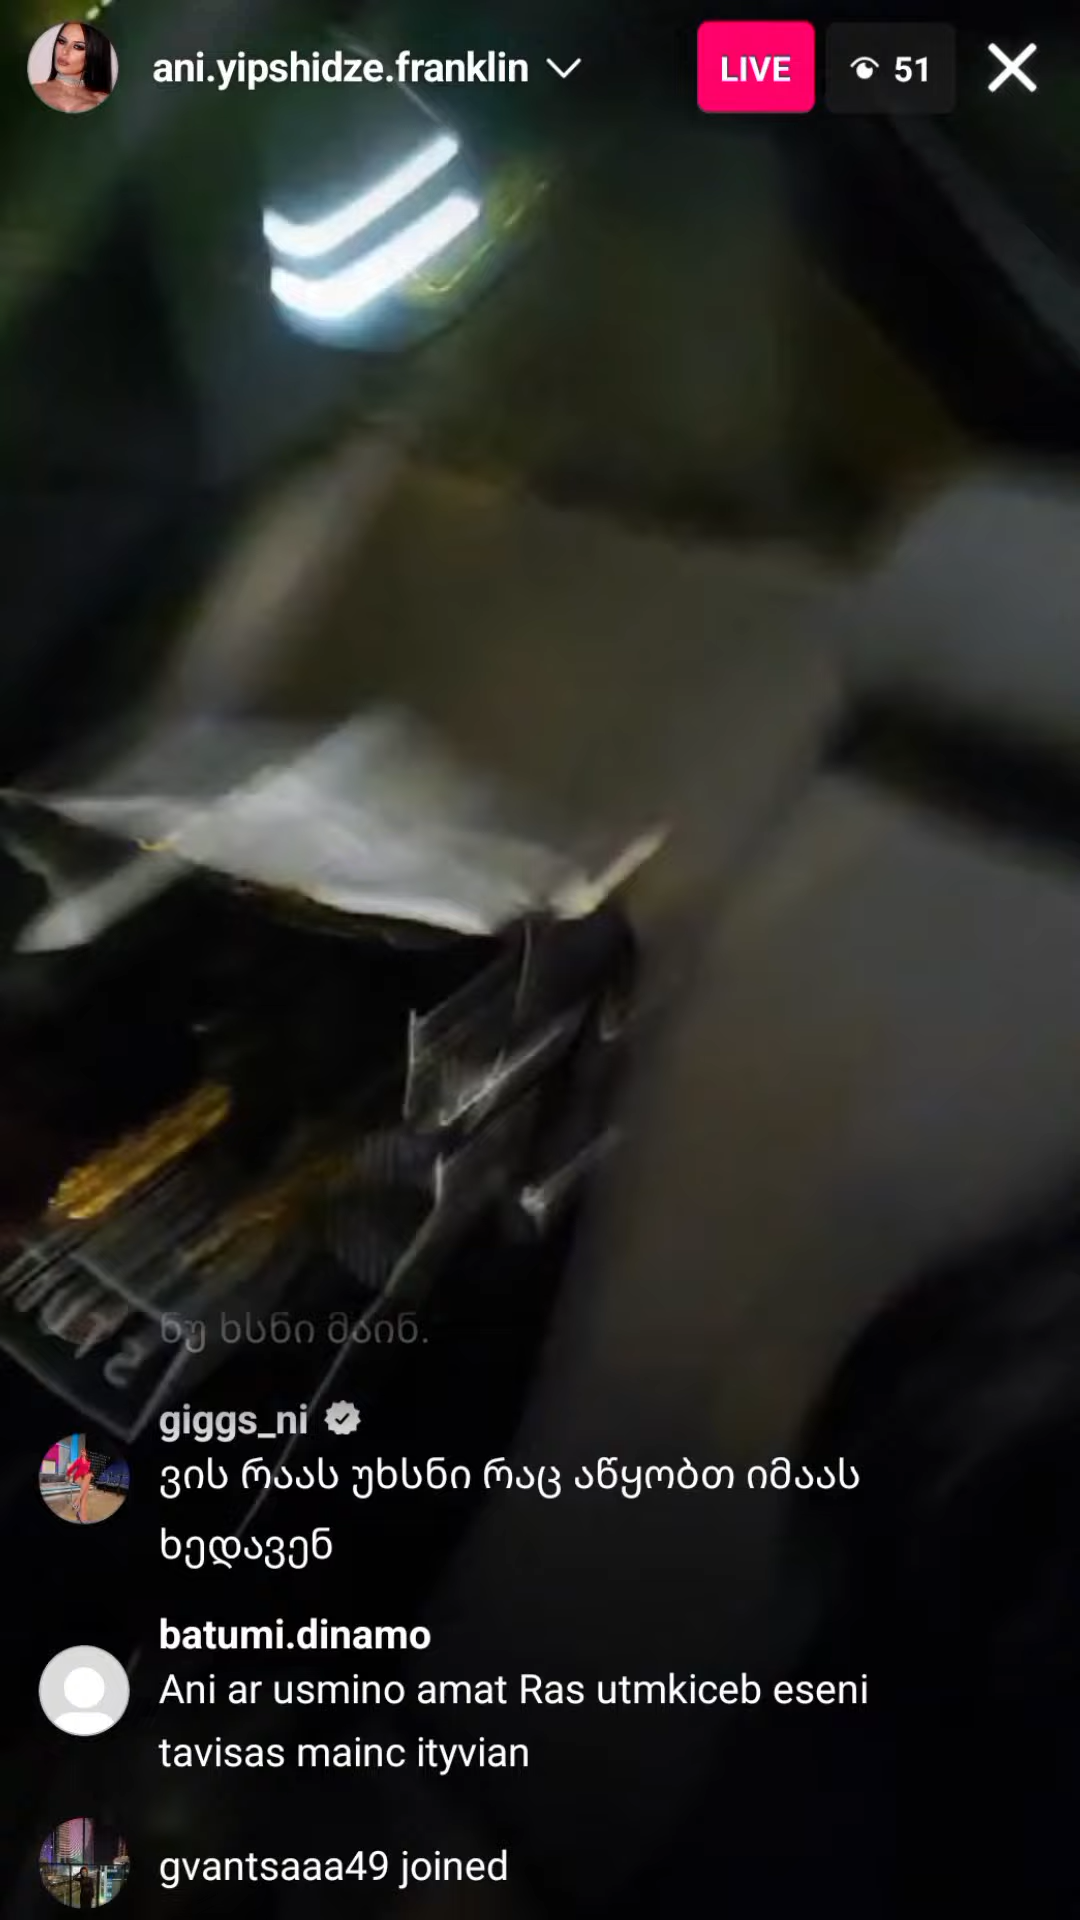 ani.yipshidze.franklin
LIVE
51
ნუ ხსნი მაინ.
giggs_ni
ვის რაას უხსნი რაც აწყობთ იმაას
ხედავენ
batumi.dinamo
Ani ar usmino amat Ras utmkiceb eseni
tavisas mainc ityvian
gvantsaaa49 joined